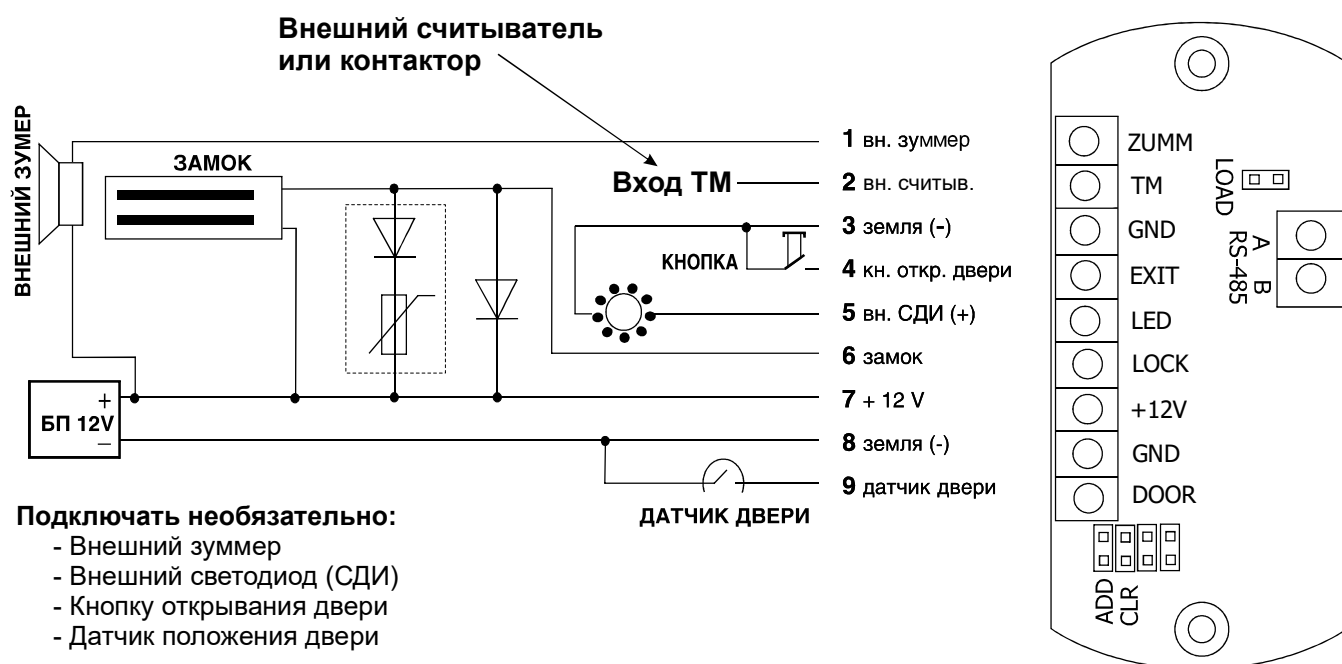 Внешний считыватель
или контактор
ВНЕШНИЙ ЗУМЕР
ЗАМОК
Вход ТМ
КНОПКА
БП 12V
+
–
ДАТЧИК ДВЕРИ
1 вн. зуммер
2 вн. считыв.
3 земля (-)
4 кн. откр. двери
5 вн. СДИ (+)
6 замок
7 + 12 V
8 земля (-)
9 датчик двери
ZUMM
TM
GND
EXIT
LED
LOCK
+12V
GND
DOOR
LOAD
A B
RS-485
ADD
CLR
Подключать необязательно:
- Внешний зуммер
- Внешний светодиод (СДИ)
- Кнопку открывания двери
- Датчик положения двери